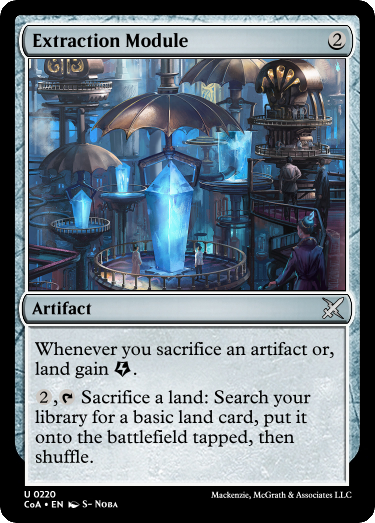 Extraction Module 2
Artifact
Whenever you sacrifice an artifact or,
land gain .
2, Sacrifice a land: Search your
library for a basic land card, put it
onto the battlefield tapped, then
shuffle.
U 0220
CoA • EN S- Noba
Mackenzie, McGrath & Associates LLC